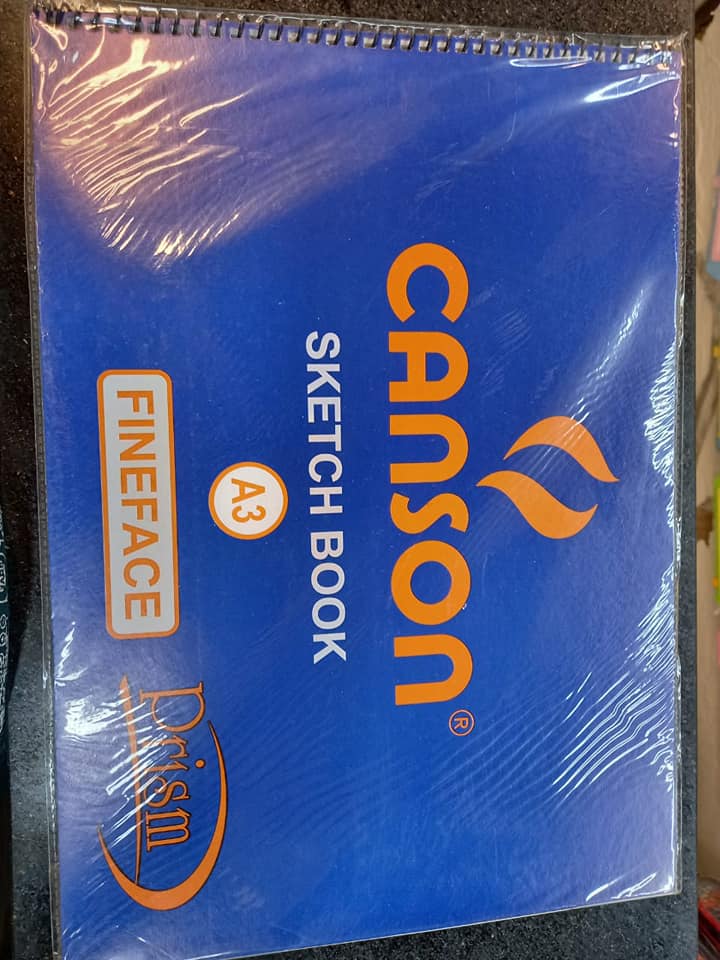 CANSON®
SKETCH BOOK
A3
FINEFACE
Prism